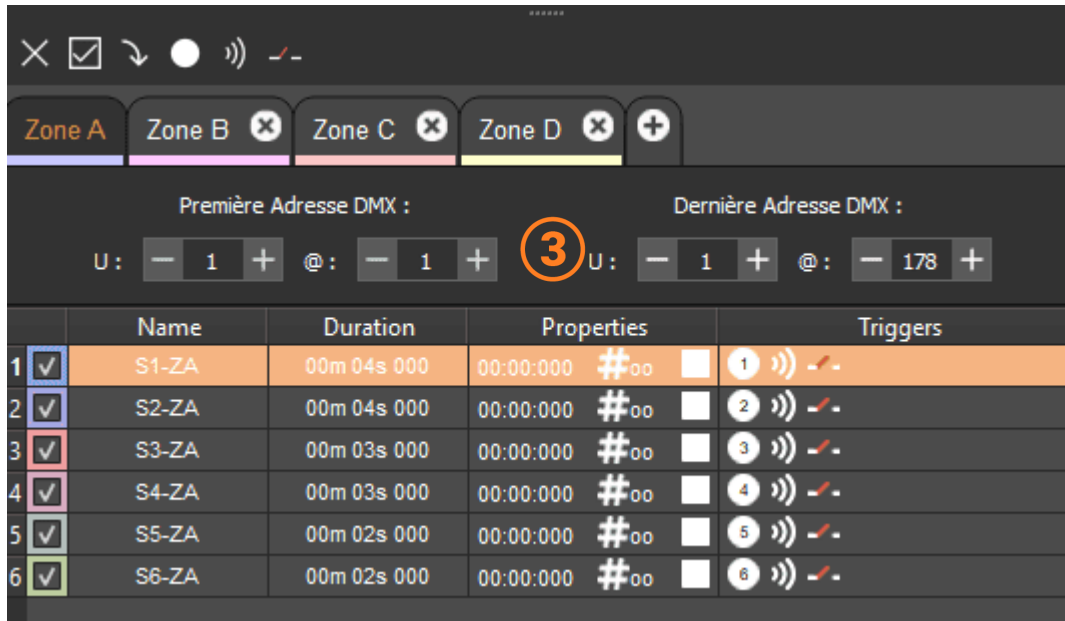 Zone A Zone B Zone C Zone D
Première Adresse DMX : Dernière Adresse DMX :
U : 1 @ : 1 3 U : 1 @ : 178
Name Duration Properties Triggers
1 S1-ZA 00m 04s 000 00:00:000 #oo 1
2 S2-ZA 00m 04s 000 00:00:000 #oo 2
3 S3-ZA 00m 03s 000 00:00:000 #oo 3
4 S4-ZA 00m 03s 000 00:00:000 #oo 4
5 S5-ZA 00m 02s 000 00:00:000 #oo 5
6 S6-ZA 00m 02s 000 00:00:000 #oo 6